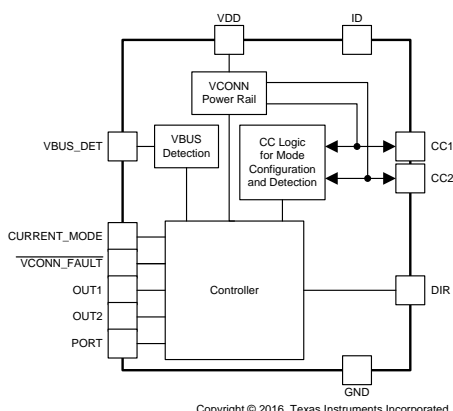 VDD
ID
VCONN
Power Rail
VBUS_DET
VBUS
Detection
CC Logic
for Mode
Configuration
and Detection
CC1
CC2
CURRENT_MODE
VCONN_FAULT
OUT1
OUT2
PORT
Controller
DIR
GND
Copyright © 2016, Texas Instruments Incorporated